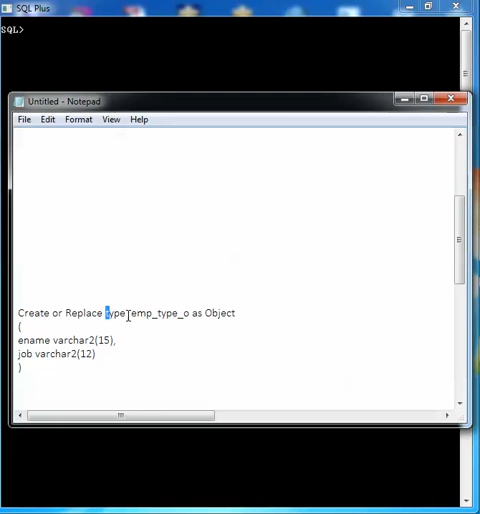 SQL Plus
SQL>
Untitled - Notepad
File Edit Format View Help
Create or Replace type emp_type_o as Object
(
ename varchar2(15),
job varchar2(12)
)